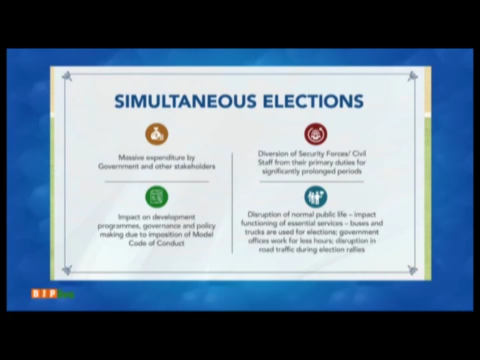 SIMULTANEOUS ELECTIONS
Massive expenditure by
Government and other stakeholders
Diversion of Security Forces/ Civil
Staff from their primary duties for
significantly prolonged periods
Impact on development
programmes, governance and policy
making due to imposition of Model
Code of Conduct
Disruption of normal public life – impact
functioning of essential services – buses and
trucks are used for elections; government
offices work for less hours; disruption in
road traffic during election rallies
BJP